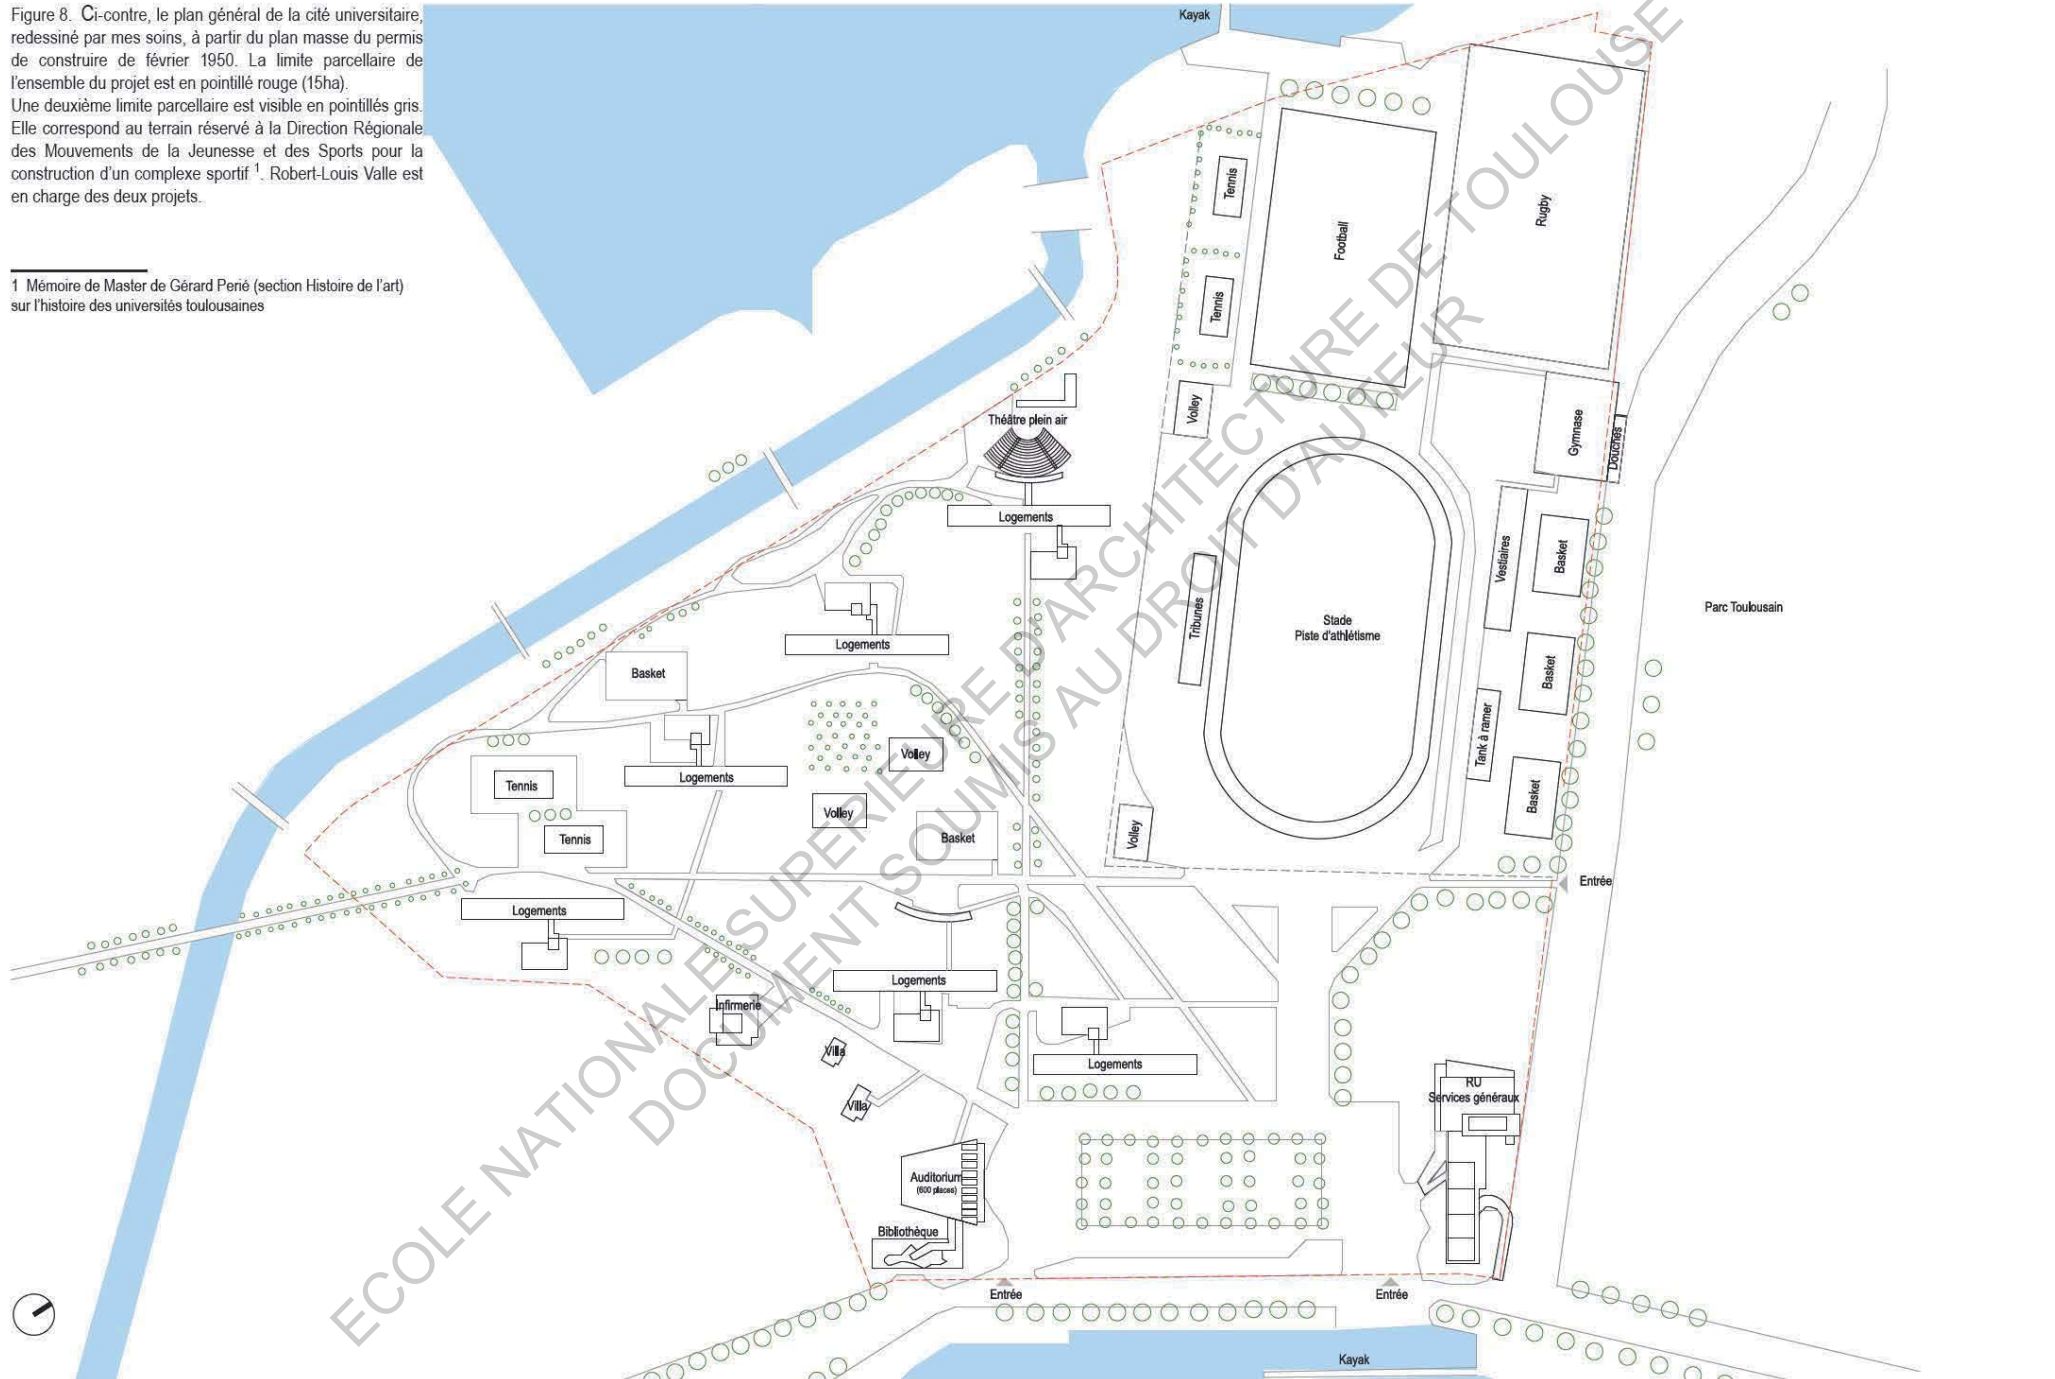 Figure 8. Ci-contre, le plan général de la cité universitaire,
redessiné par mes soins, à partir du plan masse du permis
de construire de février 1950. La limite parcellaire de
l'ensemble du projet est en pointillé rouge (15ha).
Une deuxième limite parcellaire est visible en pointillés gris.
Elle correspond au terrain réservé à la Direction Régionale
des Mouvements de la Jeunesse et des Sports pour la
construction d'un complexe sportif 1. Robert-Louis Valle est
en charge des deux projets.
1 Mémoire de Master de Gérard Perié (section Histoire de l'art)
sur l'histoire des universités toulousaines
Kayak
Tennis
Football
Rugby
Tennis
Volley
Théâtre plein air
Gymnase
Douches
Logements
Vestiaires
Basket
Tribunes
Stade
Piste d'athlétisme
Parc Toulousain
Logements
Basket
Basket
Tank à ramer
Volley
Logements
Tennis
Basket
Volley
Tennis
Basket
Volley
Entrée
Logements
Logements
Infirmerie
Villa
Logements
Villa
RU
Services généraux
Auditorium
(600 places)
Bibliothèque
Entrée
Entrée
Kayak
ECOLE NATIONALE SUPERIEURE D'ARCHITECTURE DE TOULOUSE
DOCUMENT SOUMIS AU DROIT D'AUTEUR